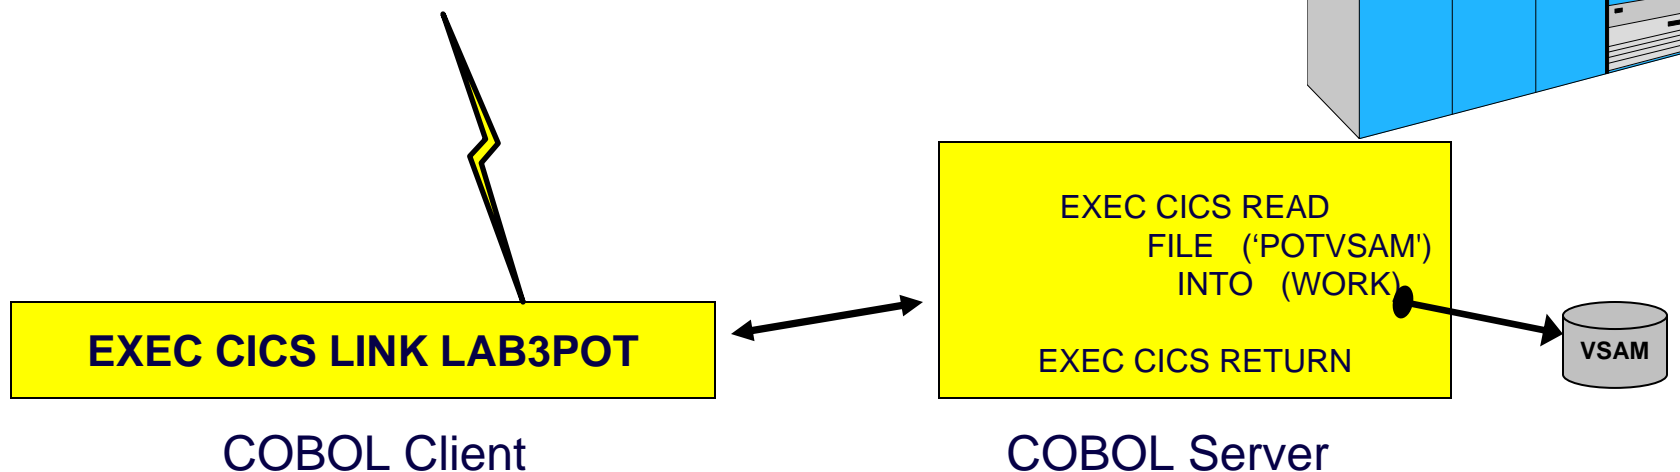 EXEC CICS READ
FILE (‘POTVSAM')
INTO (WORK)
EXEC CICS RETURN
EXEC CICS LINK LAB3POT
VSAM
COBOL Client
COBOL Server